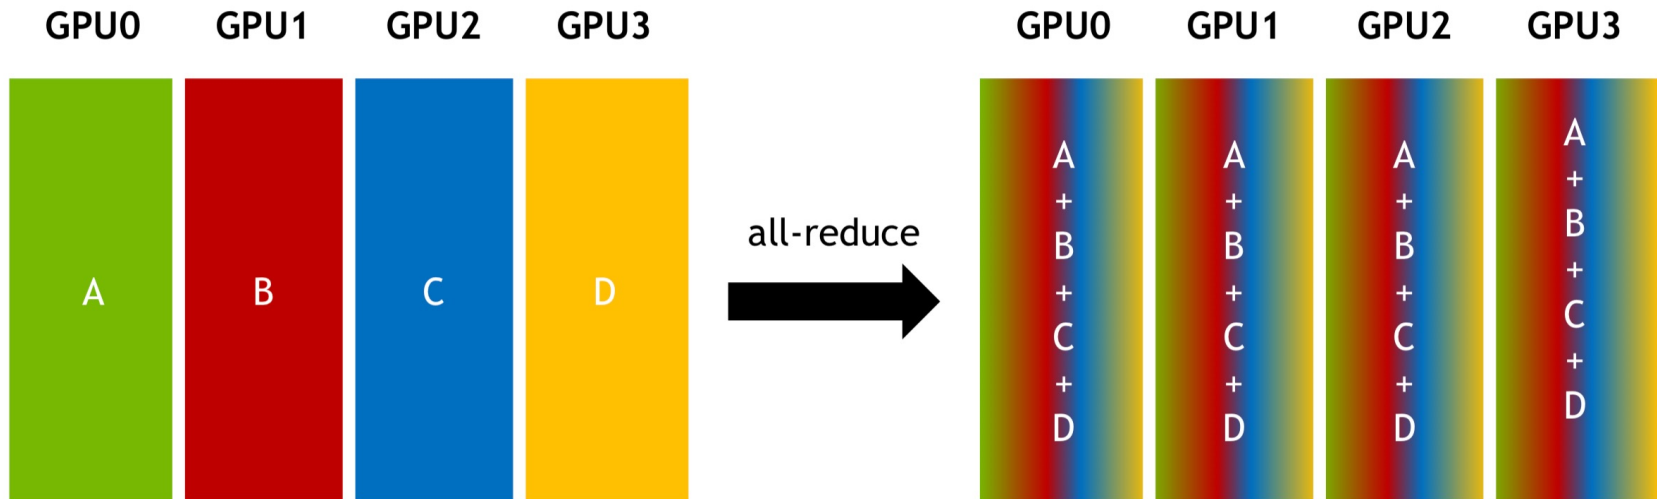 GPU0 GPU1 GPU2 GPU3
A B C D
all-reduce
GPU0 GPU1 GPU2 GPU3
A
+
B
+
C
+
D
A
+
B
+
C
+
D
A
+
B
+
C
+
D
A
+
B
+
C
+
D